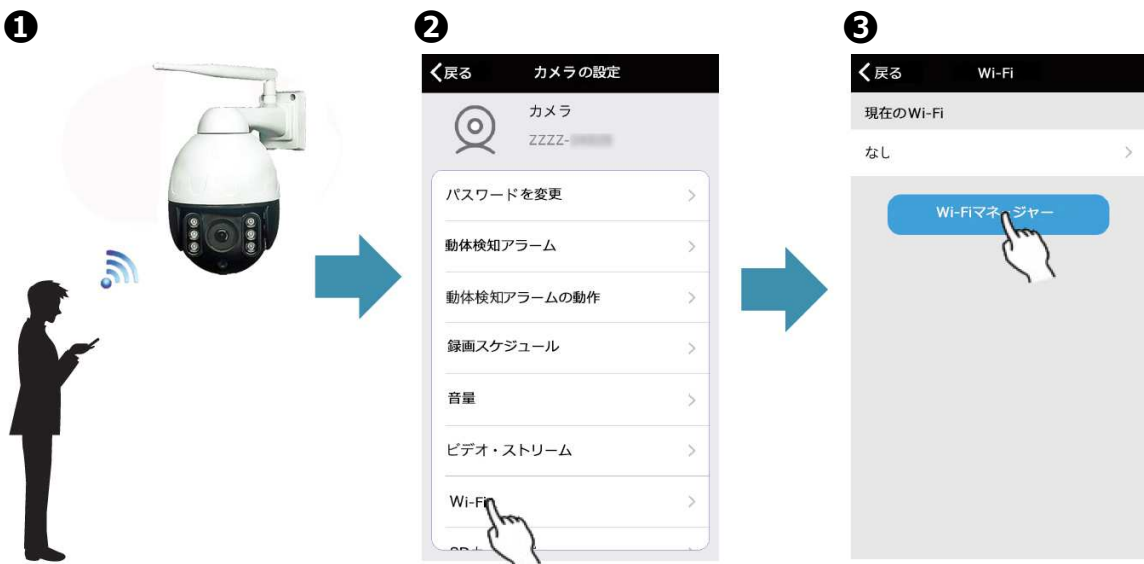 ❶
❷
戻る カメラの設定
カメラ
ZZZZ-
パスワードを変更
動体検知アラーム
動体検知アラームの動作
録画スケジュール
音量
ビデオ・ストリーム
Wi-Fi
❸
戻る Wi-Fi
現在のWi-Fi
なし
Wi-Fiマネージャー